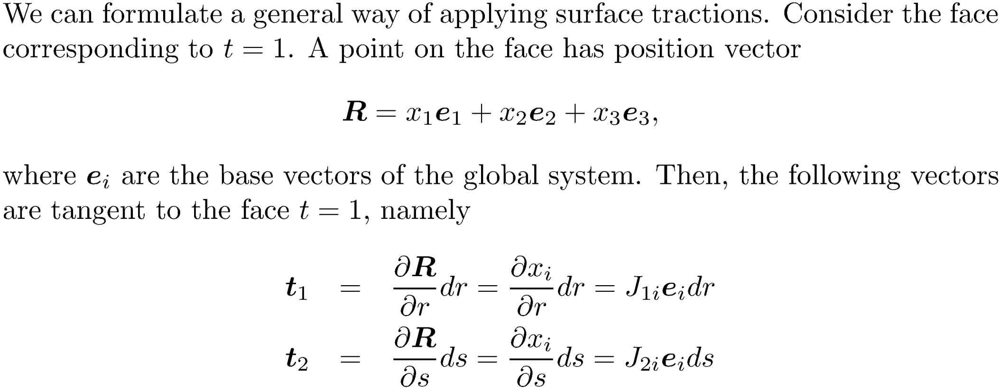 We can formulate a general way of applying surface tractions. Consider the face
corresponding to $t = 1$. A point on the face has position vector
$\boldsymbol{R} = x_1\boldsymbol{e}_1 + x_2\boldsymbol{e}_2 + x_3\boldsymbol{e}_3,$
where $\boldsymbol{e}_i$ are the base vectors of the global system. Then, the following vectors
are tangent to the face $t = 1$, namely
$\boldsymbol{t}_1 = \frac{\partial \boldsymbol{R}}{\partial r} dr = \frac{\partial x_i}{\partial r} dr = J_{1i}\boldsymbol{e}_i dr$
$\boldsymbol{t}_2 = \frac{\partial \boldsymbol{R}}{\partial s} ds = \frac{\partial x_i}{\partial s} ds = J_{2i}\boldsymbol{e}_i ds$